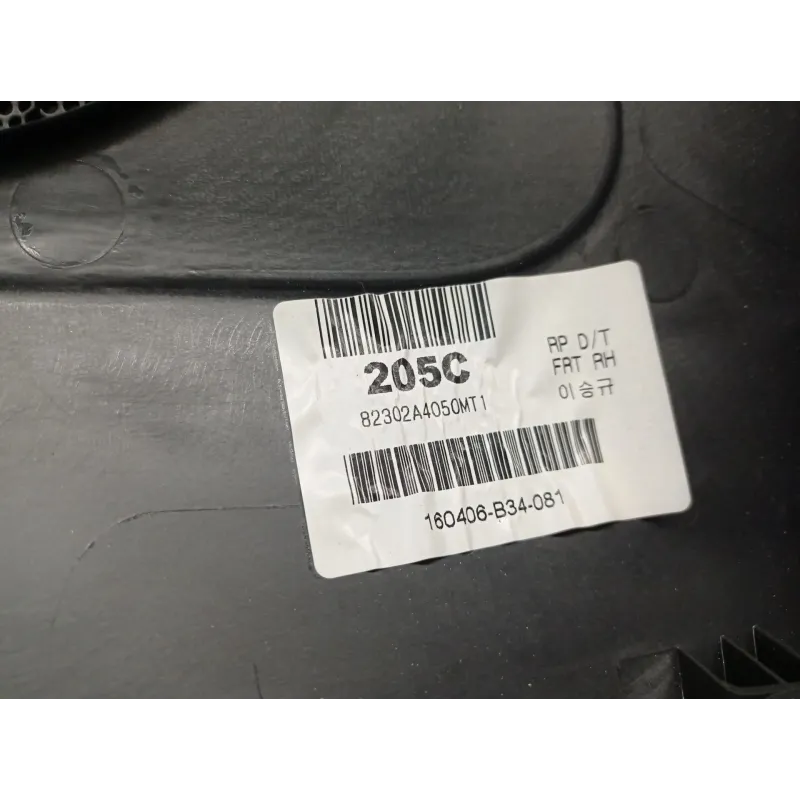 205C
82302A4050MT1
RP D/T
FRT RH
이승규
160406-B34-081